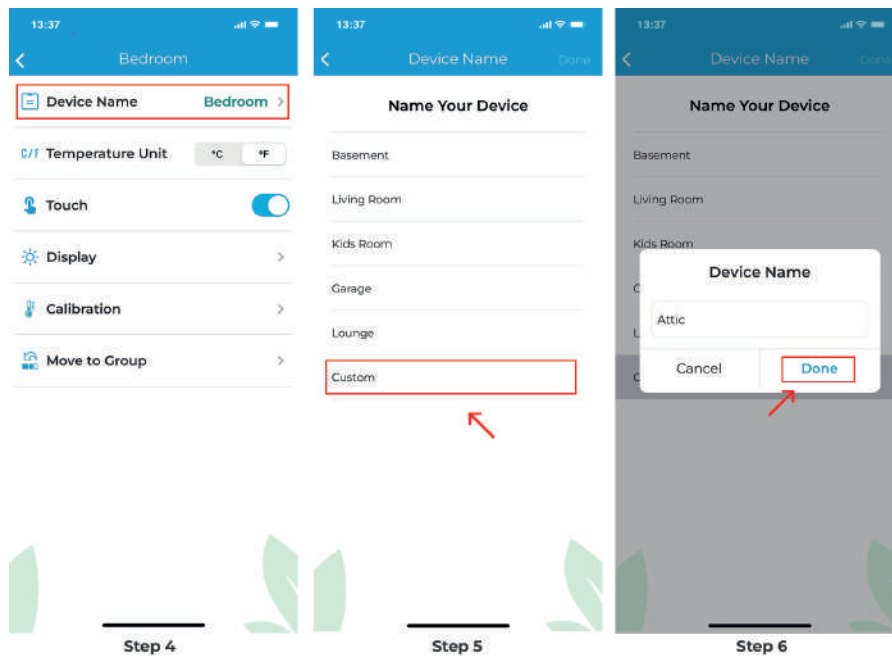 13:37
Bedroom
Device Name Bedroom
C/F Temperature Unit °C °F
Touch
Display
Calibration
Move to Group
Step 4
13:37
Device Name Done
Name Your Device
Basement
Living Room
Kids Room
Garage
Lounge
Custom
Step 5
13:37
Device Name Done
Name Your Device
Basement
Living Room
Kids Room
Device Name
Attic
Cancel Done
Step 6